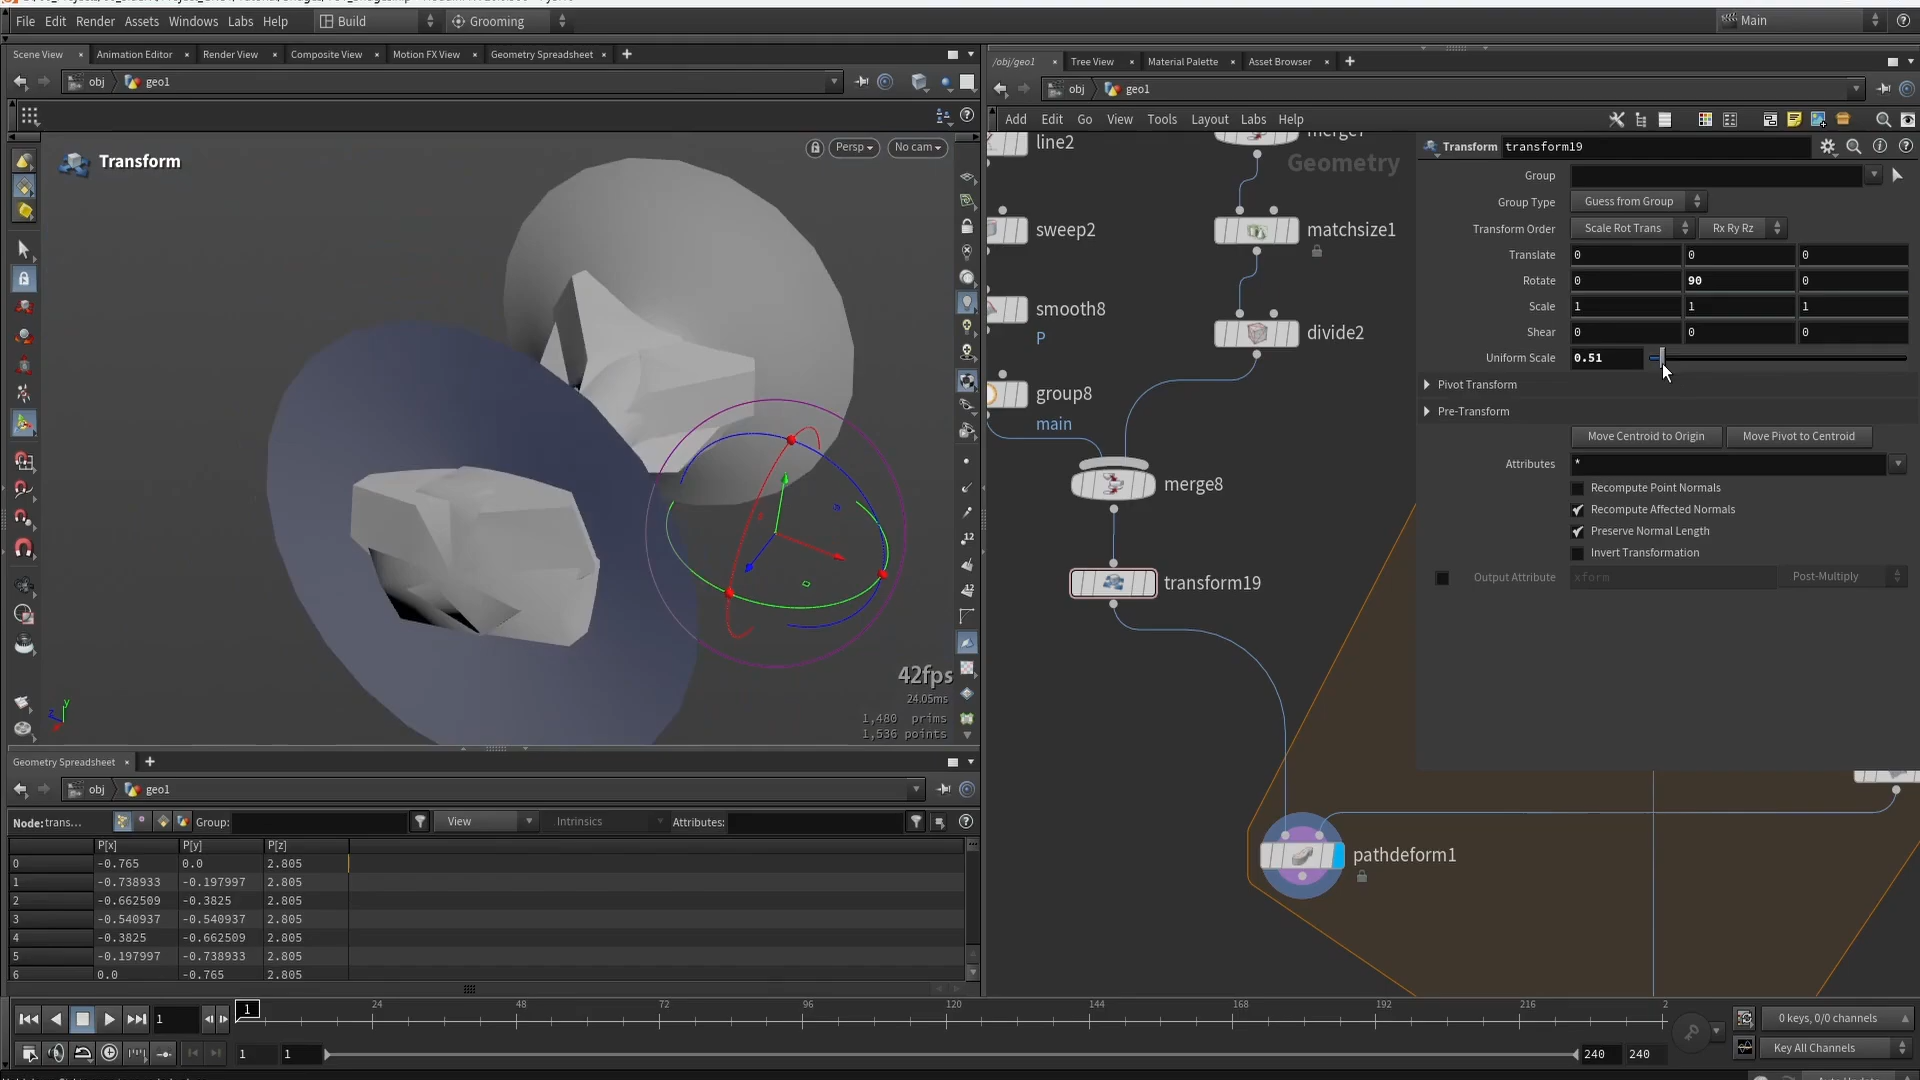 File Edit Render Assets Windows Labs Help Build Grooming Main
Scene View Animation Editor Render View Composite View Motion FX View Geometry Spreadsheet
obj geo1
Transform
Persp No cam
42fps
24.05ms
1,480 prims
1,536 points
/obj/geo1 Tree View Material Palette Asset Browser
obj geo1
Add Edit Go View Tools Layout Labs Help
Geometry
line2
sweep2
matchsize1
smooth8
P
divide2
group8
main
merge8
transform19
pathdeform1
Transform transform19
Group
Group Type Guess from Group
Transform Order Scale Rot Trans Rx Ry Rz
Translate 0 0 0
Rotate 0 90 0
Scale 1 1 1
Shear 0 0 0
Uniform Scale 0.51
Pivot Transform
Pre-Transform
Move Centroid to Origin Move Pivot to Centroid
Attributes *
Recompute Point Normals
Recompute Affected Normals
Preserve Normal Length
Invert Transformation
Output Attribute xform Post-Multiply
Geometry Spreadsheet
obj geo1
Node: trans... Group: View Intrinsics Attributes:
P[x] P[y] P[z]
0 -0.765 0.0 2.805
1 -0.738933 -0.197997 2.805
2 -0.662509 -0.3825 2.805
3 -0.540937 -0.540937 2.805
4 -0.3825 -0.662509 2.805
5 -0.197997 -0.738933 2.805
6 0.0 -0.765 2.805
1 1 24 48 72 96 120 144 168 192 216 2
0 keys, 0/0 channels
1 1 240 240
Key All Channels